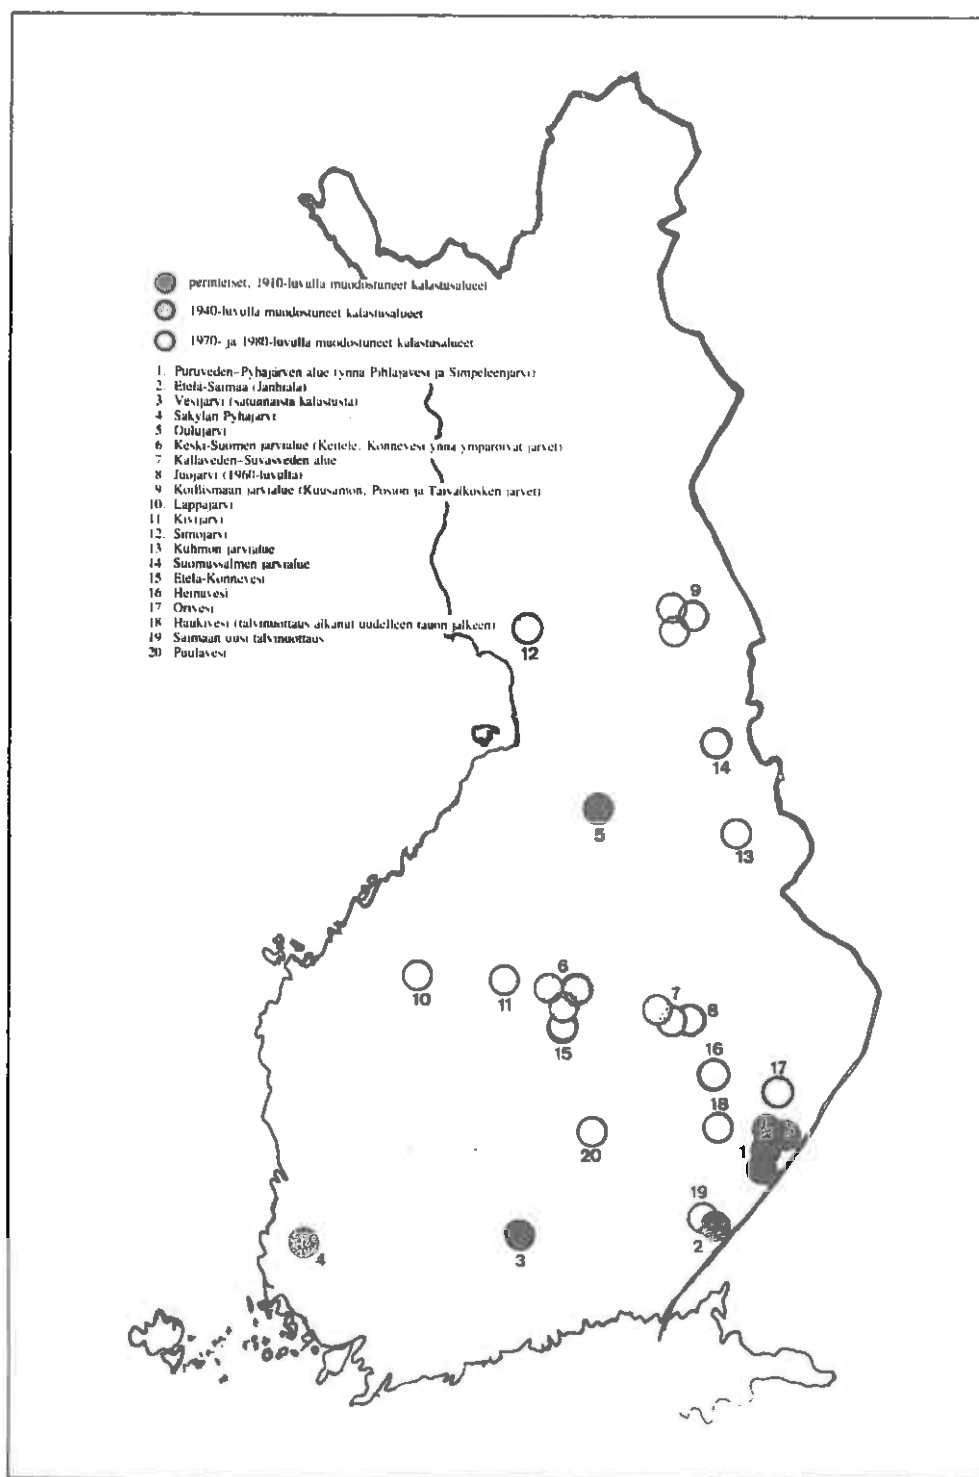 perinteiset, 1910-luvulla muodostuneet kalastusalueet
1940-luvulla muodostuneet kalastusalueet
1970- ja 1980-luvulla muodostuneet kalastusalueet
1. Puruveden-Pyhäjärven alue (ynnä Pihlajavesi ja Simpeleenjärvi)
2. Etelä-Saimaa (Jänhiälä)
3 Vesijärvi (satunnaista kalastusta)
4 Säkylän Pyhäjärvi
5 Oulujärvi
6 Keski-Suomen järvialue (Keitele, Konnevesi ynnä ympäröivät järvet)
7 Kallaveden-Suvasveden alue
8 Juojärvi (1960-luvulta)
9 Koillismaan järvialue (Kuusamon, Posion ja Taivalkosken järvet)
10. Lappajärvi
11 Kivijärvi
12. Simojärvi
13 Kuhmon järvialue
14 Suomussalmen järvialue
15 Etelä-Konnevesi
16 Heinävesi
17 Orivesi
18 Haukivesi (talvinuottaus alkanut uudelleen tauon jälkeen)
19 Saimaan uusi talvinuottaus
20 Puulavesi
9
12
14
5
13
10
11
6
15
7
8
16
17
18
20
1
19
2
3
4